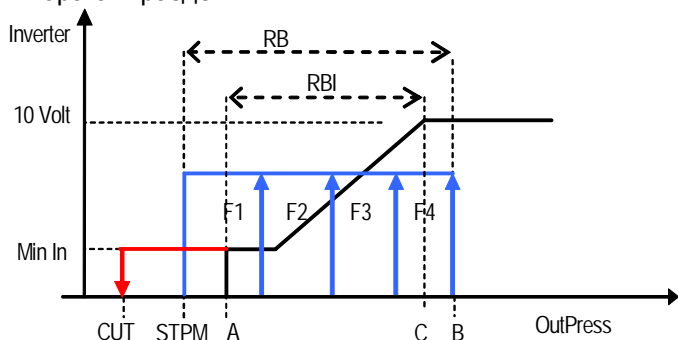 Inverter
RB
RBI
10 Volt
F1
F2
F3
F4
Min In
CUT
STPM
A
C
B
OutPress